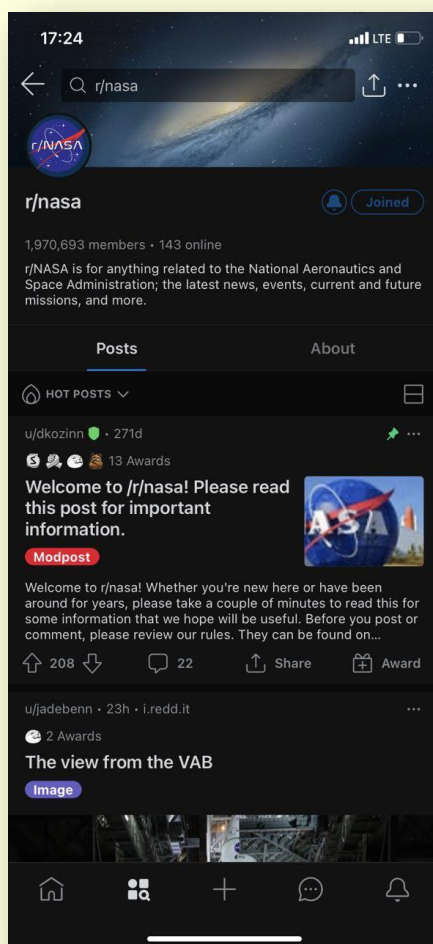 17:24
LTE
r/nasa
r/NASA
r/nasa
Joined
1,970,693 members • 143 online
r/NASA is for anything related to the National Aeronautics and
Space Administration; the latest news, events, current and future
missions, and more.
Posts
About
HOT POSTS
u/dkozinn • 271d
13 Awards
Welcome to /r/nasa! Please read
this post for important
information.
ASA
Modpost
Welcome to r/nasa! Whether you're new here or have been
around for years, please take a couple of minutes to read this for
some information that we hope will be useful. Before you post or
comment, please review our rules. They can be found on...
208
22
Share
Award
u/jadebenn • 23h • i.redd.it
2 Awards
The view from the VAB
Image